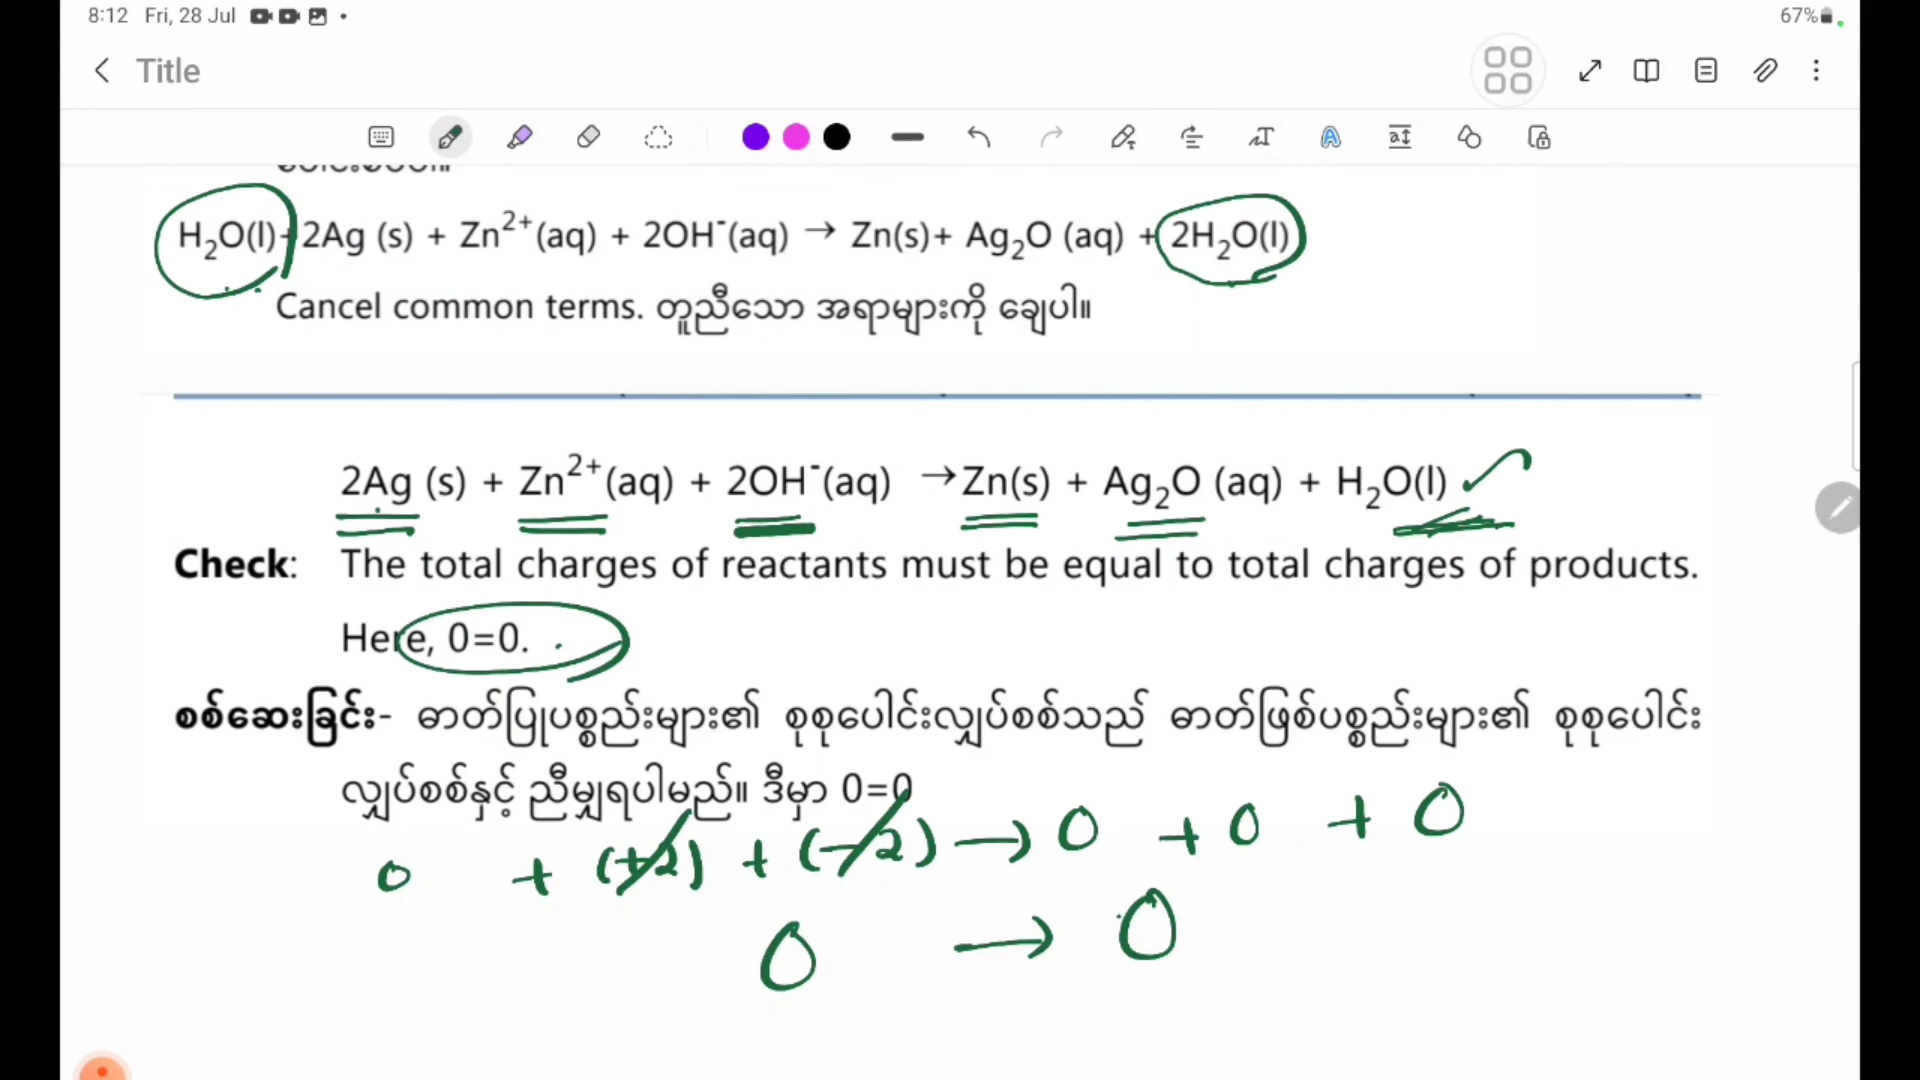 8:12 Fri, 28 Jul
67%
Title
H₂O(l)+ 2Ag (s) + Zn²⁺(aq) + 2OH⁻(aq) → Zn(s)+ Ag₂O (aq) + 2H₂O(l)
Cancel common terms. တူညီသော အရာများကို ချေပါ။
2Ag (s) + Zn²⁺(aq) + 2OH⁻(aq) →Zn(s) + Ag₂O (aq) + H₂O(l)
Check: The total charges of reactants must be equal to total charges of products.
Here, 0=0.
စစ်ဆေးခြင်း- ဓာတ်ပြုပစ္စည်းများ၏ စုစုပေါင်းလျှပ်စစ်သည် ဓာတ်ဖြစ်ပစ္စည်းများ၏ စုစုပေါင်း
လျှပ်စစ်နှင့် ညီမျှရပါမည်။ ဒီမှာ 0=0
0 + (+2) + (-2) → 0 + 0 + 0
0 → 0